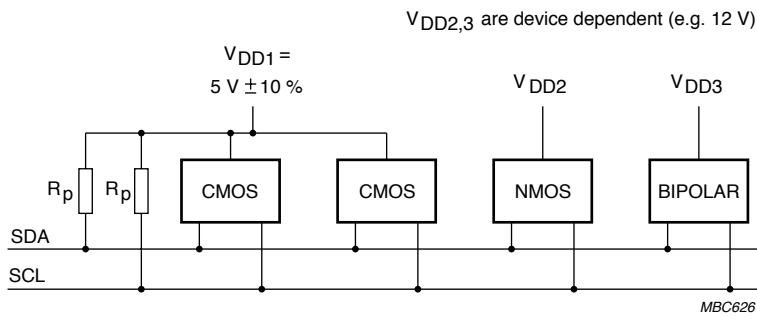 VDD2,3 are device dependent (e.g. 12 V)
VDD1 =
5 V ± 10 %
VDD2
VDD3
Rp
Rp
CMOS
CMOS
NMOS
BIPOLAR
SDA
SCL
MBC626